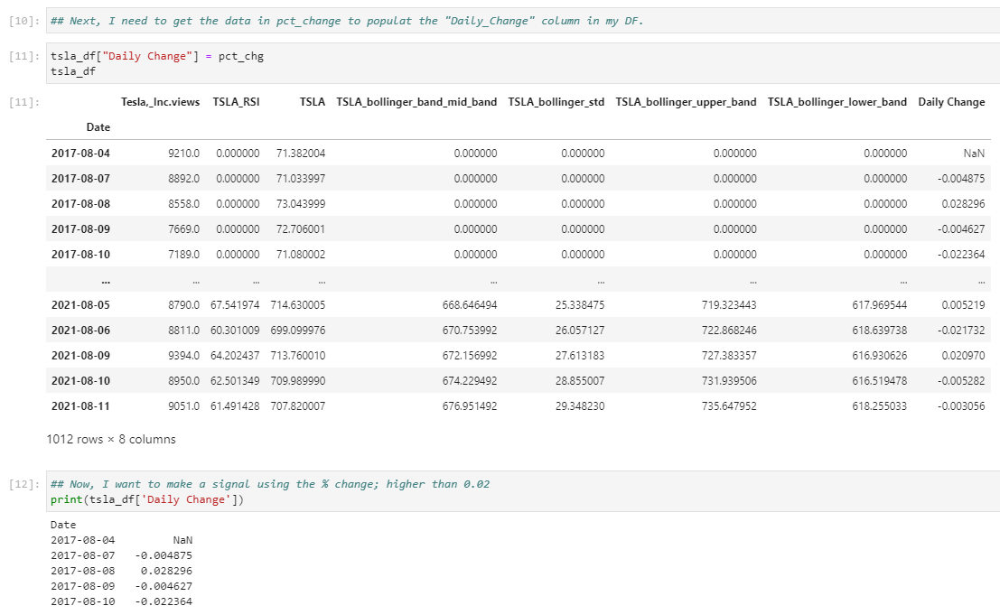 [10]: ## Next, I need to get the data in pct_change to populat the "Daily_Change" column in my DF.
[11]: tsla_df["Daily Change"] = pct_chg
tsla_df
[11]: Tesla,_Inc.views TSLA_RSI TSLA TSLA_bollinger_band_mid_band TSLA_bollinger_std TSLA_bollinger_upper_band TSLA_bollinger_lower_band Daily Change
Date
2017-08-04 9210.0 0.000000 71.382004 0.000000 0.000000 0.000000 0.000000 NaN
2017-08-07 8892.0 0.000000 71.033997 0.000000 0.000000 0.000000 0.000000 -0.004875
2017-08-08 8558.0 0.000000 73.043999 0.000000 0.000000 0.000000 0.000000 0.028296
2017-08-09 7669.0 0.000000 72.706001 0.000000 0.000000 0.000000 0.000000 -0.004627
2017-08-10 7189.0 0.000000 71.080002 0.000000 0.000000 0.000000 0.000000 -0.022364
... ... ... ... ... ... ... ... ...
2021-08-05 8790.0 67.541974 714.630005 668.646494 25.338475 719.323443 617.969544 0.005219
2021-08-06 8811.0 60.301009 699.099976 670.753992 26.057127 722.868246 618.639738 -0.021732
2021-08-09 9394.0 64.202437 713.760010 672.156992 27.613183 727.383357 616.930626 0.020970
2021-08-10 8950.0 62.501349 709.989990 674.229492 28.855007 731.939506 616.519478 -0.005282
2021-08-11 9051.0 61.491428 707.820007 676.951492 29.348230 735.647952 618.255033 -0.003056
1012 rows × 8 columns
[12]: ## Now, I want to make a signal using the % change; higher than 0.02
print(tsla_df['Daily Change'])
Date
2017-08-04 NaN
2017-08-07 -0.004875
2017-08-08 0.028296
2017-08-09 -0.004627
2017-08-10 -0.022364